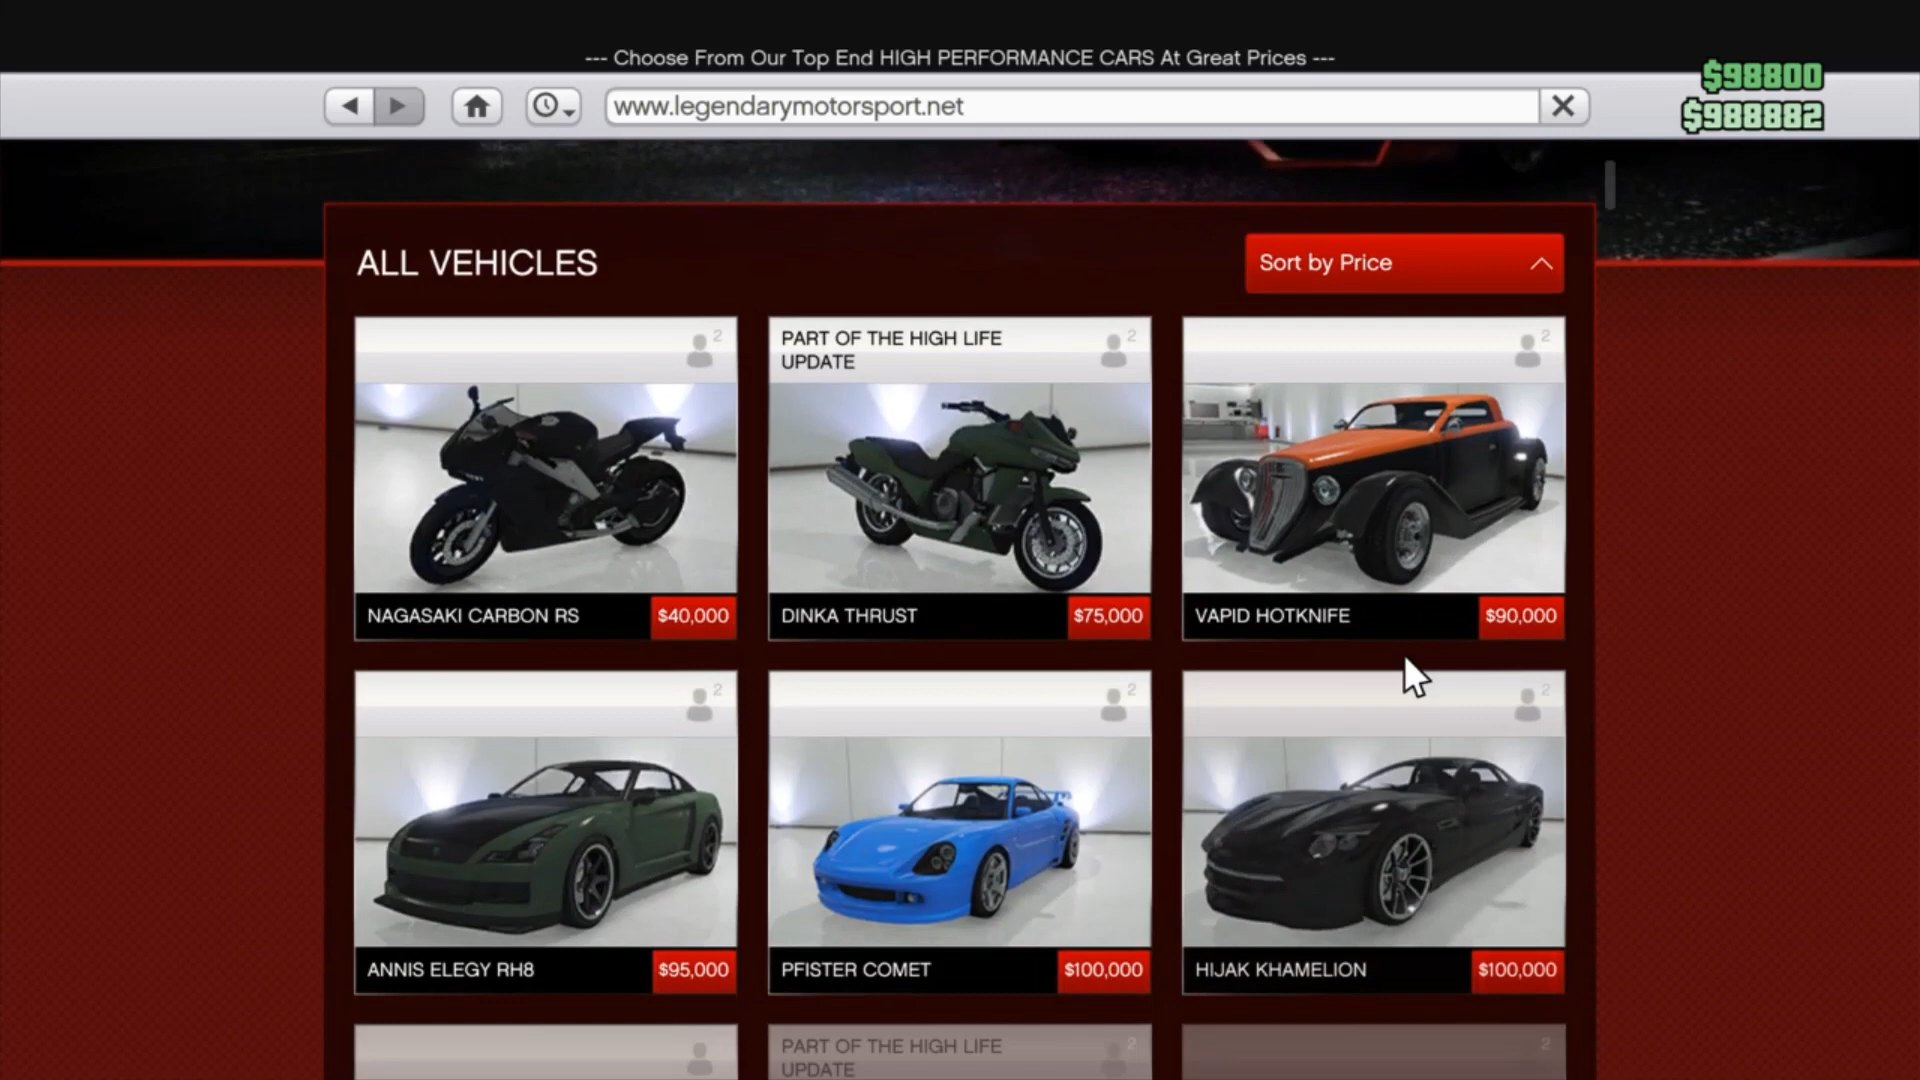 --- Choose From Our Top End HIGH PERFORMANCE CARS At Great Prices ---
www.legendarymotorsport.net
$98800
$988882
ALL VEHICLES
Sort by Price
2
PART OF THE HIGH LIFE
UPDATE
2
2
NAGASAKI CARBON RS
$40,000
DINKA THRUST
$75,000
VAPID HOTKNIFE
$90,000
2
2
2
ANNIS ELEGY RH8
$95,000
PFISTER COMET
$100,000
HIJAK KHAMELION
$100,000
PART OF THE HIGH LIFE
UPDATE
2
2